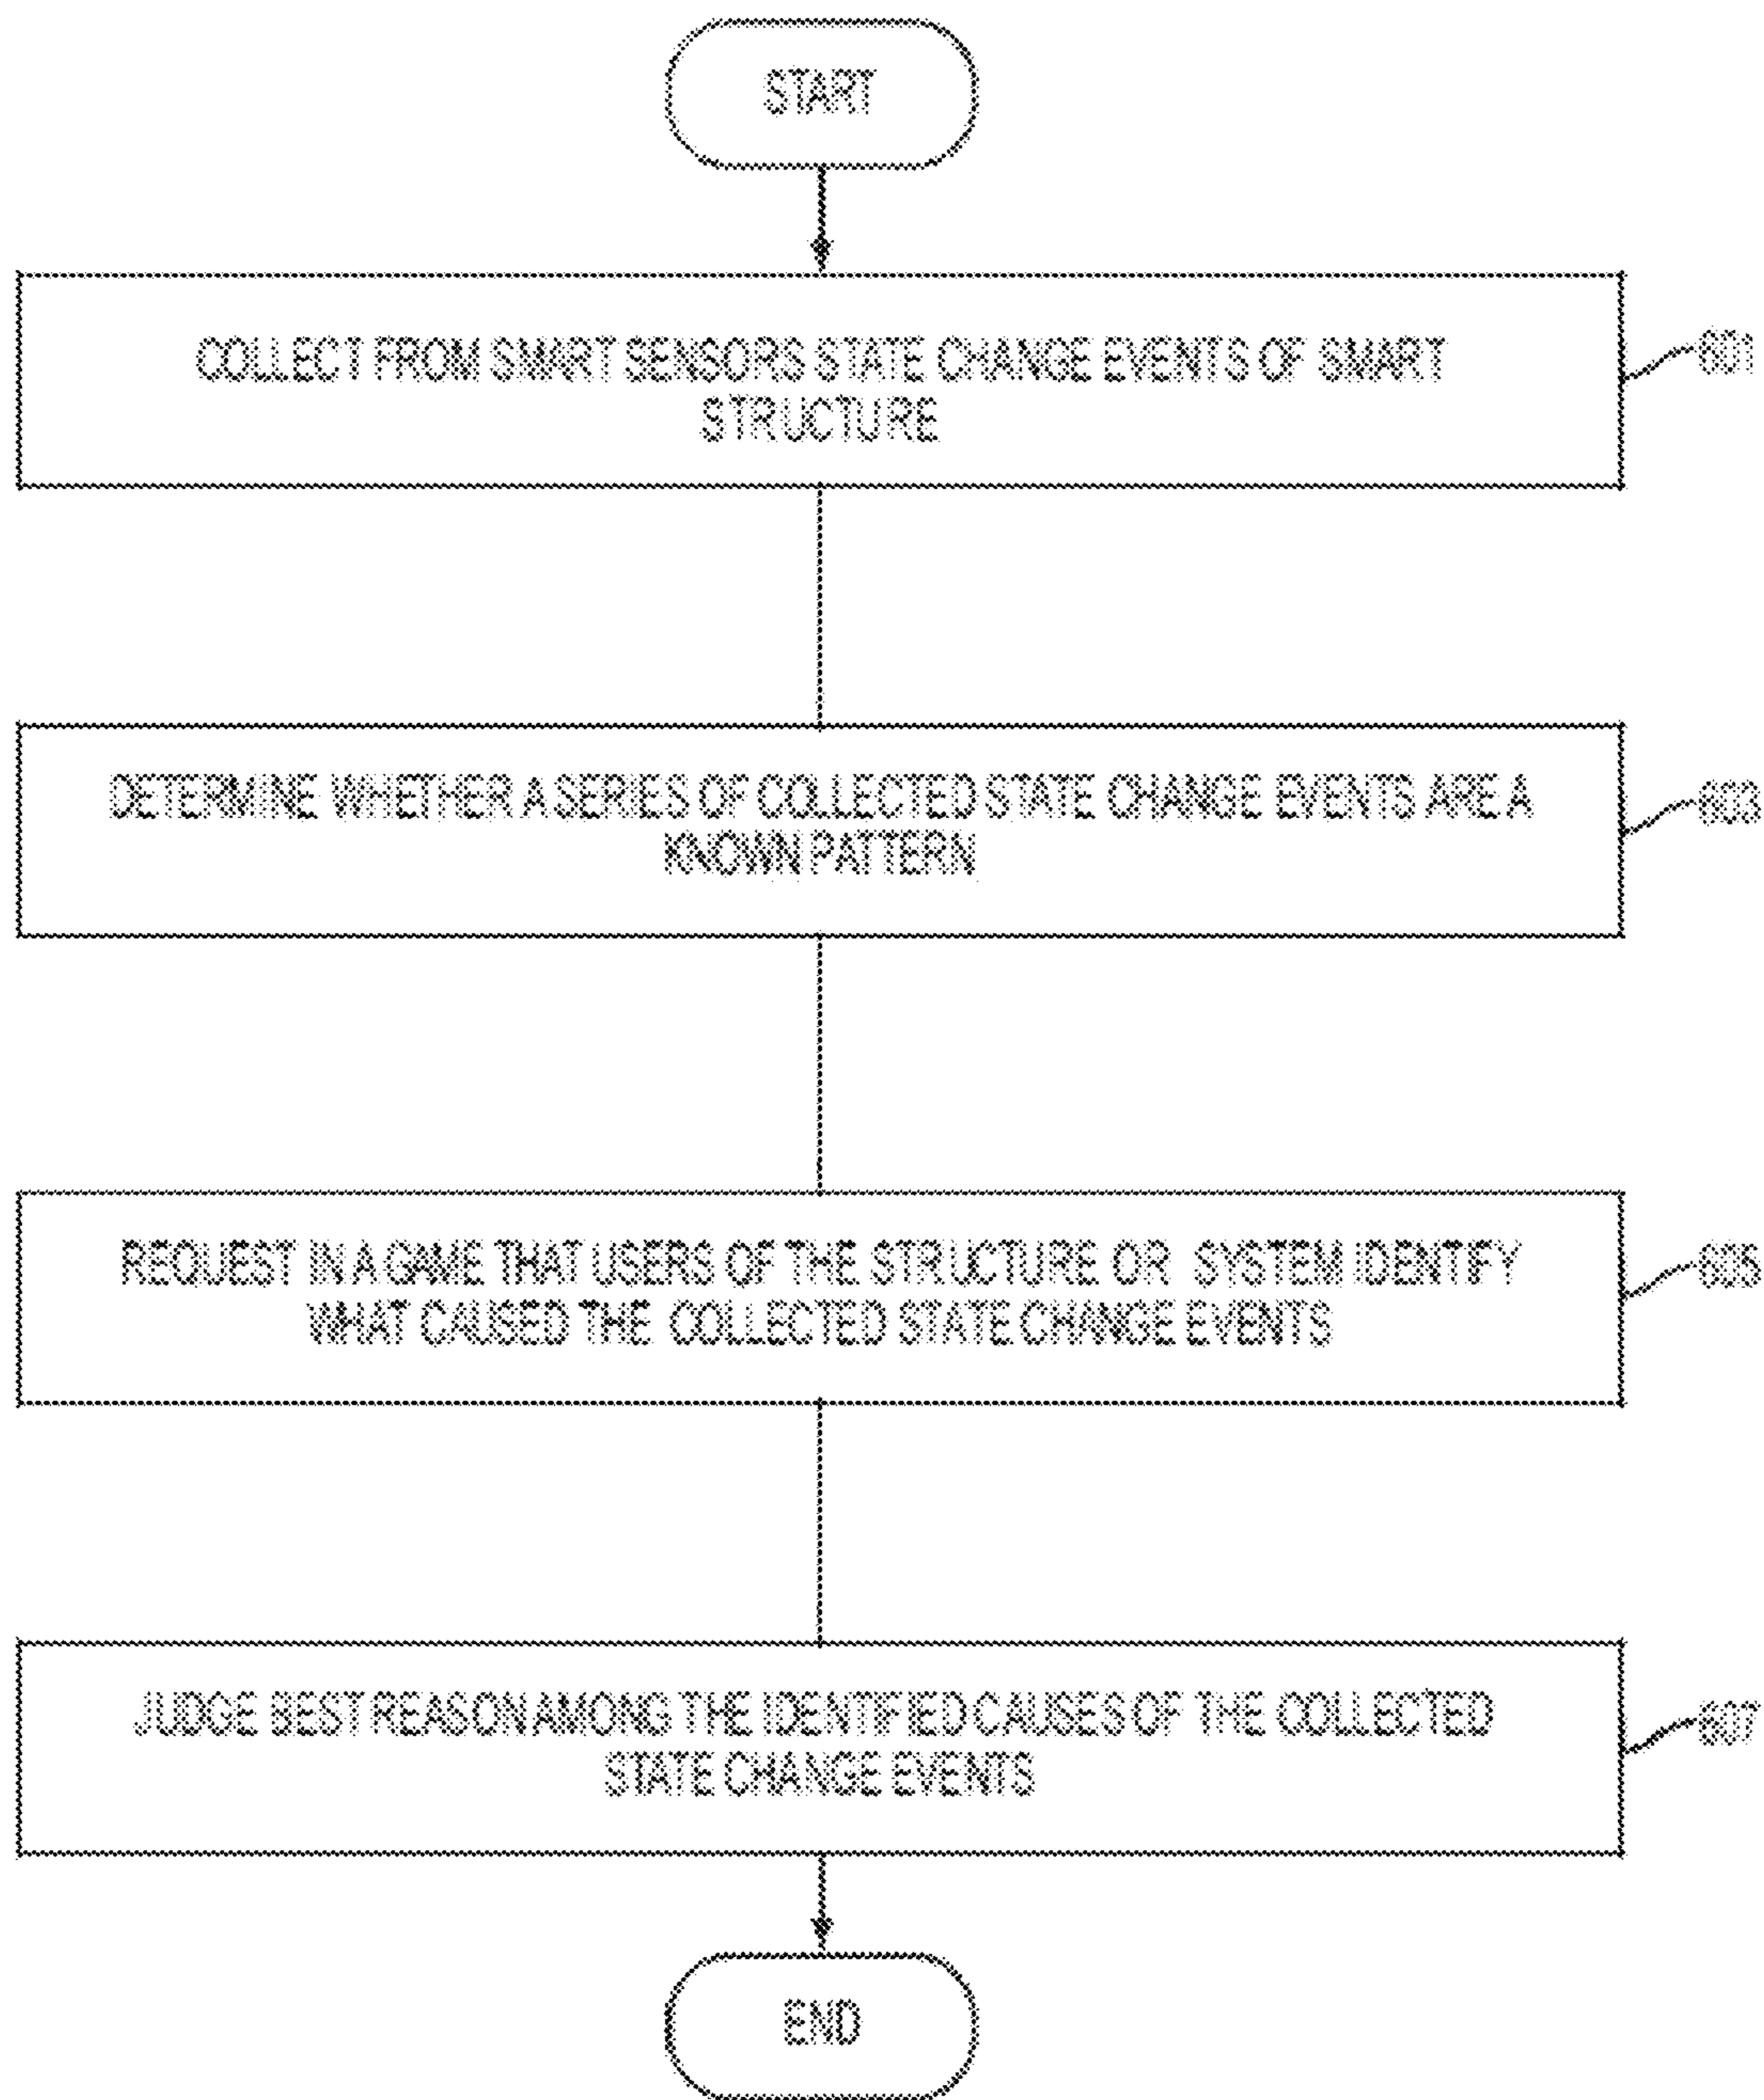 START
COLLECT FROM SMART SENSORS STATE CHANGE EVENTS OF SMART
STRUCTURE
601
DETERMINE WHETHER A SERIES OF COLLECTED STATE CHANGE EVENTS ARE A
KNOWN PATTERN
603
REQUEST IN A GAME THAT USERS OF THE STRUCTURE OR SYSTEM IDENTIFY
WHAT CAUSED THE COLLECTED STATE CHANGE EVENTS
605
JUDGE BEST REASON AMONG THE IDENTIFIED CAUSES OF THE COLLECTED
STATE CHANGE EVENTS
607
END